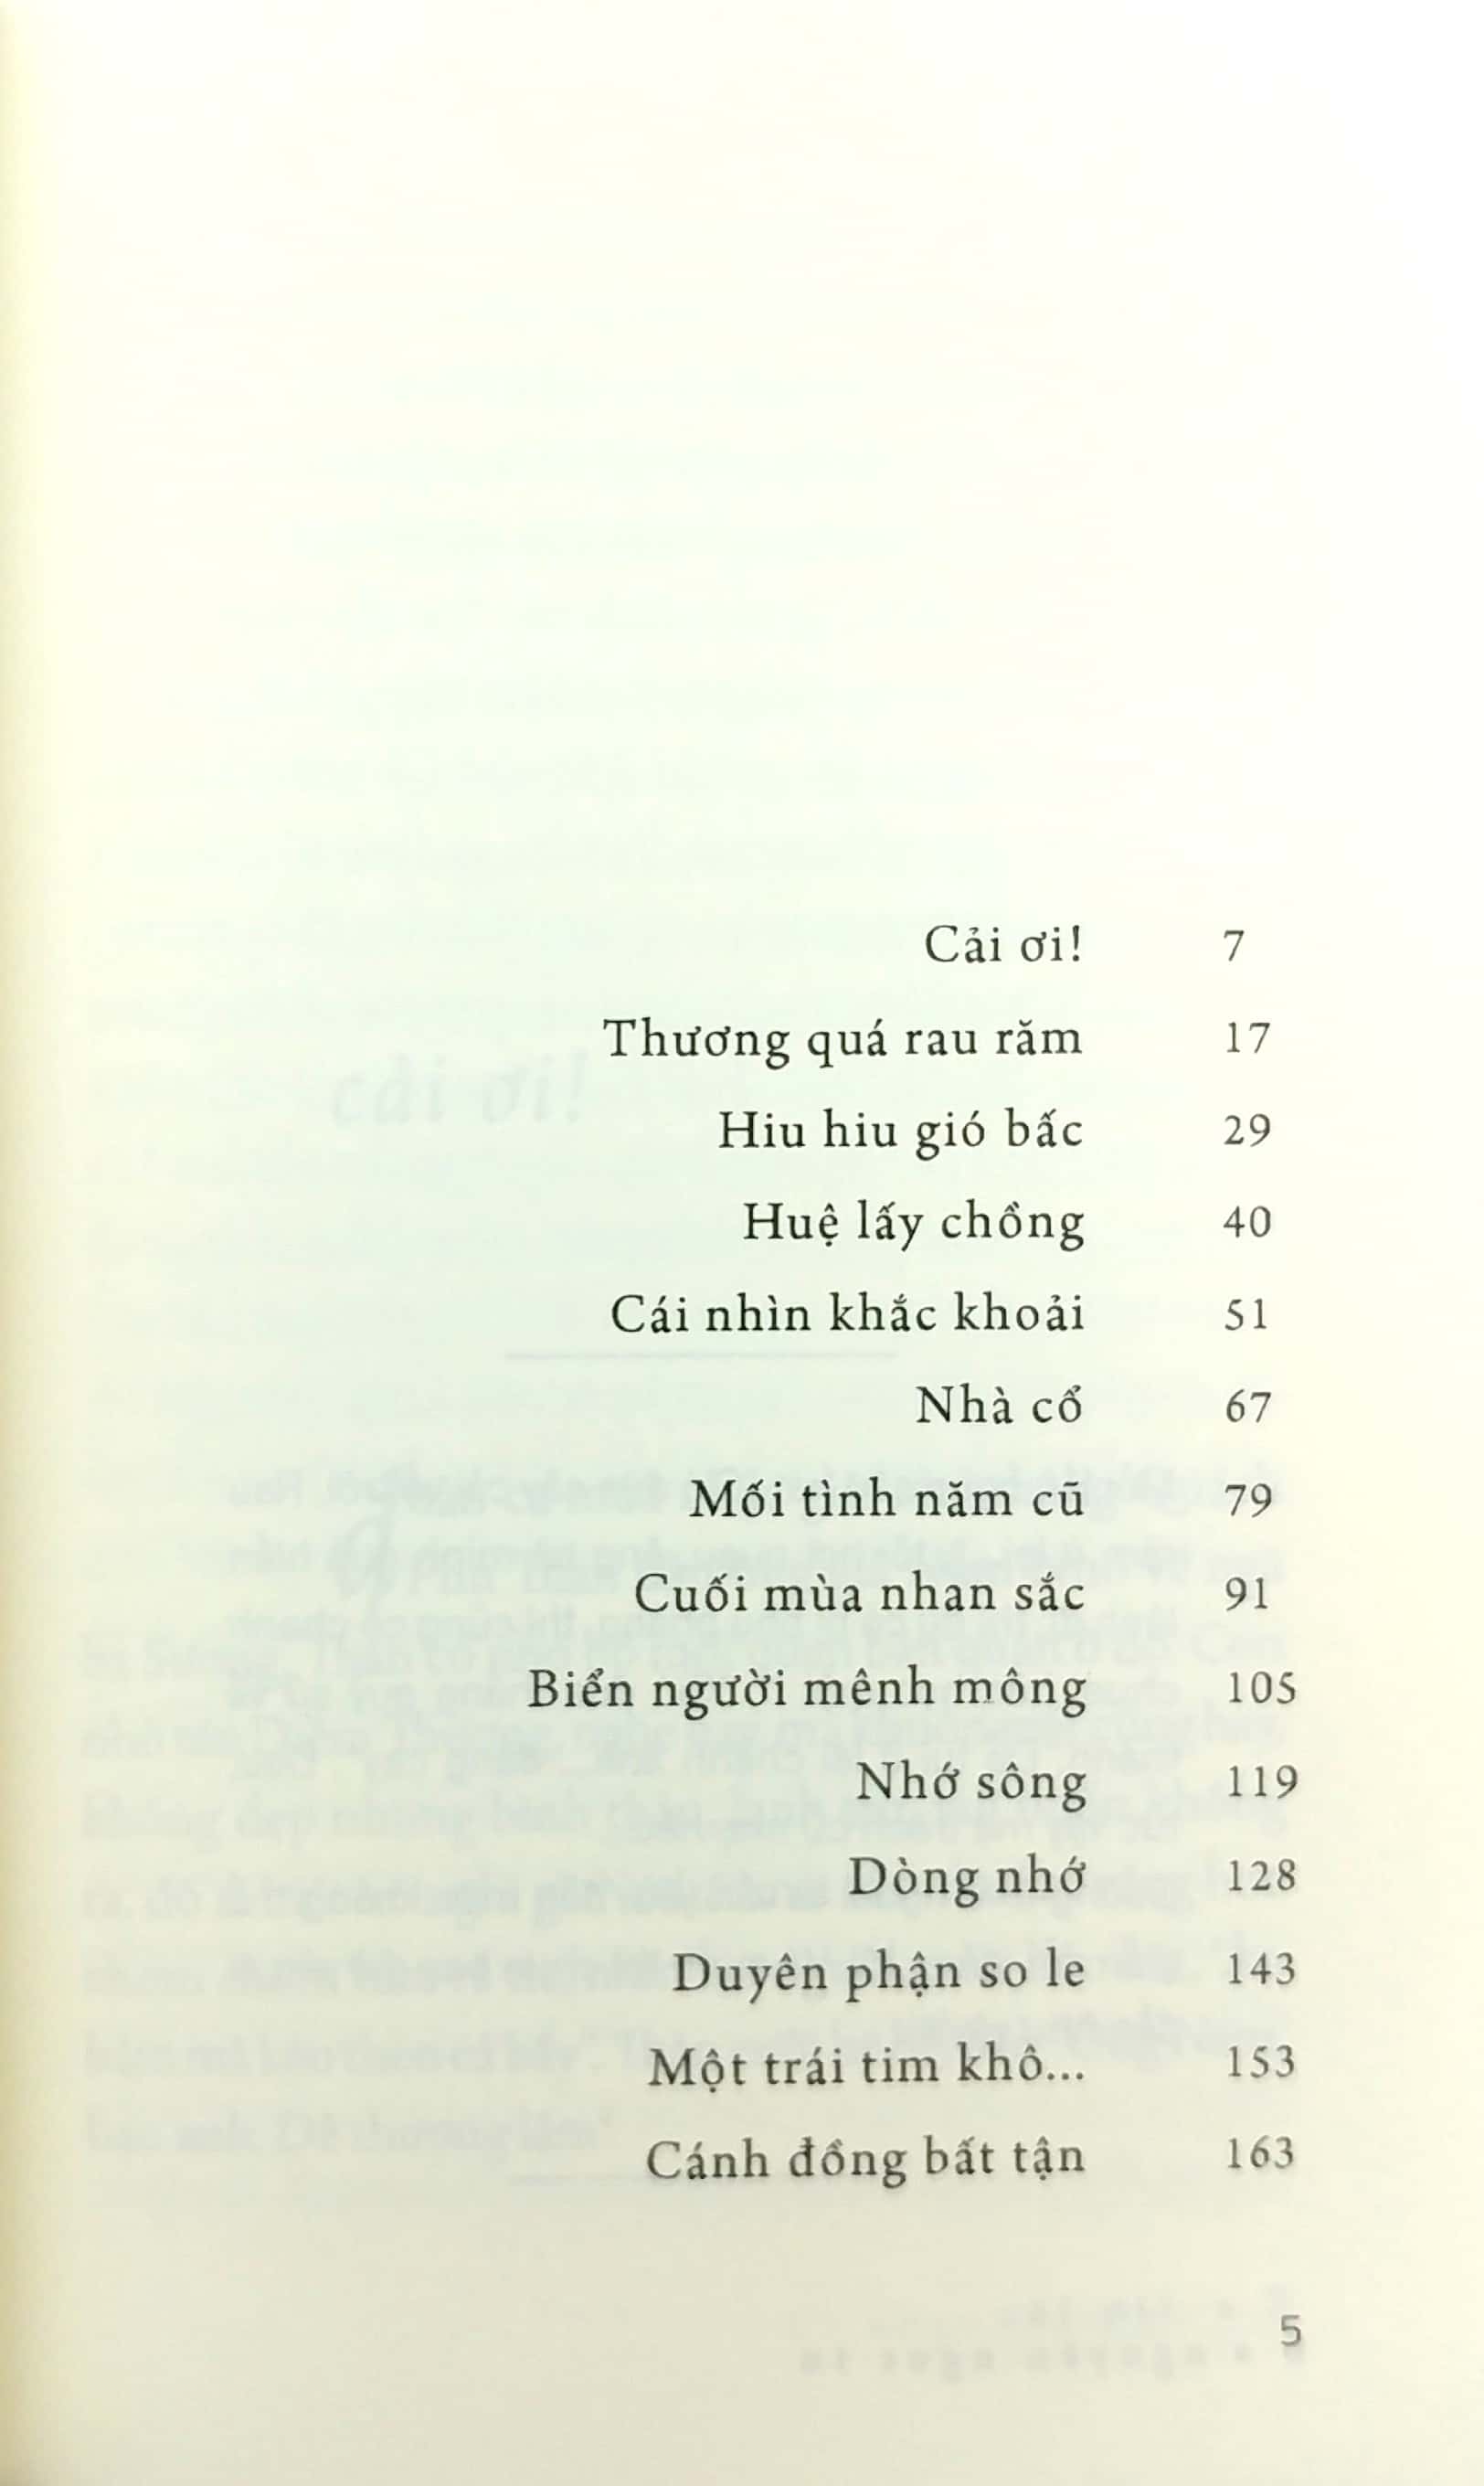 Cải ơi! 7
Thương quá rau răm 17
Hiu hiu gió bấc 29
Huệ lấy chồng 40
Cái nhìn khắc khoải 51
Nhà cổ 67
Mối tình năm cũ 79
Cuối mùa nhan sắc 91
Biển người mênh mông 105
Nhớ sông 119
Dòng nhớ 128
Duyên phận so le 143
Một trái tim khô... 153
Cánh đồng bất tận 163
5